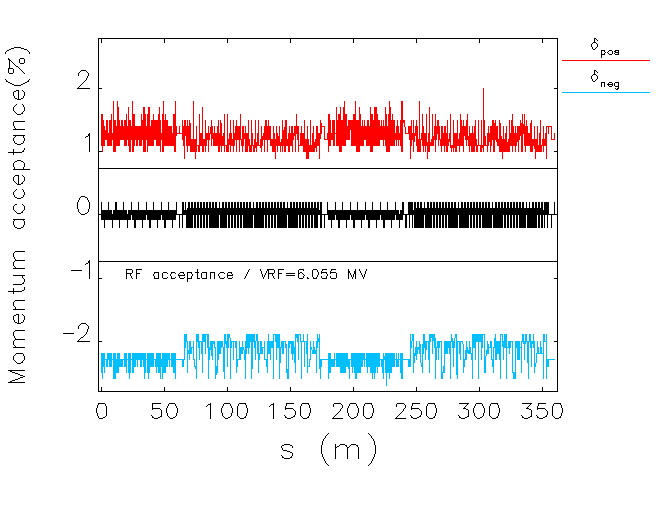 δpos
δneg
Momentum acceptance(%)
2
1
0
-1
-2
RF acceptance / VRF=6.055 MV
0 50 100 150 200 250 300 350
s (m)